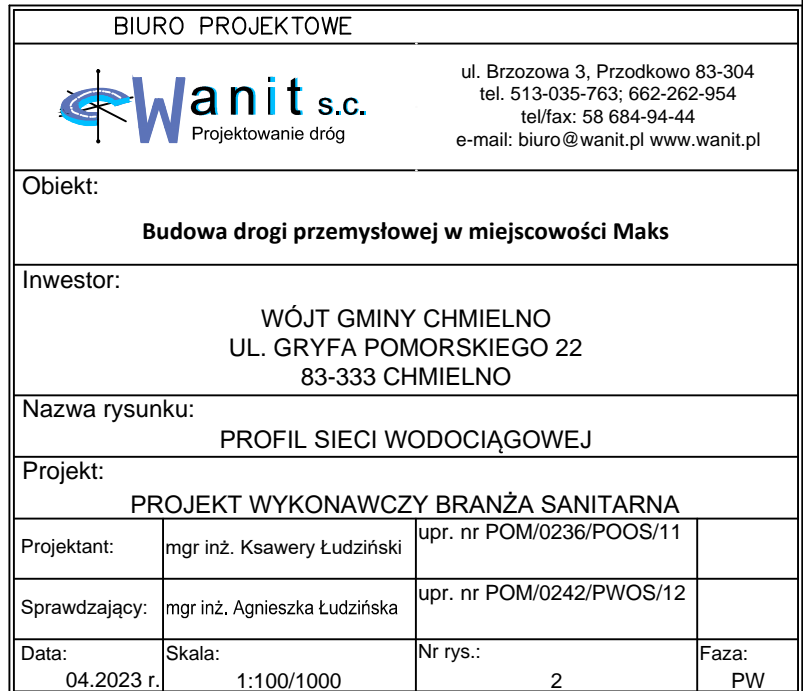 BIURO PROJEKTOWE
Wanit s.c.
Projektowanie dróg
ul. Brzozowa 3, Przodkowo 83-304
tel. 513-035-763; 662-262-954
tel/fax: 58 684-94-44
e-mail: biuro@wanit.pl www.wanit.pl
Obiekt:
Budowa drogi przemysłowej w miejscowości Maks
Inwestor:
WÓJT GMINY CHMIELNO
UL. GRYFA POMORSKIEGO 22
83-333 CHMIELNO
Nazwa rysunku:
PROFIL SIECI WODOCIĄGOWEJ
Projekt:
PROJEKT WYKONAWCZY BRANŻA SANITARNA
Projektant: mgr inż. Ksawery Łudziński upr. nr POM/0236/POOS/11
Sprawdzający: mgr inż. Agnieszka Łudzińska upr. nr POM/0242/PWOS/12
Data: Skala: Nr rys.: Faza:
04.2023 r. 1:100/1000 2 PW